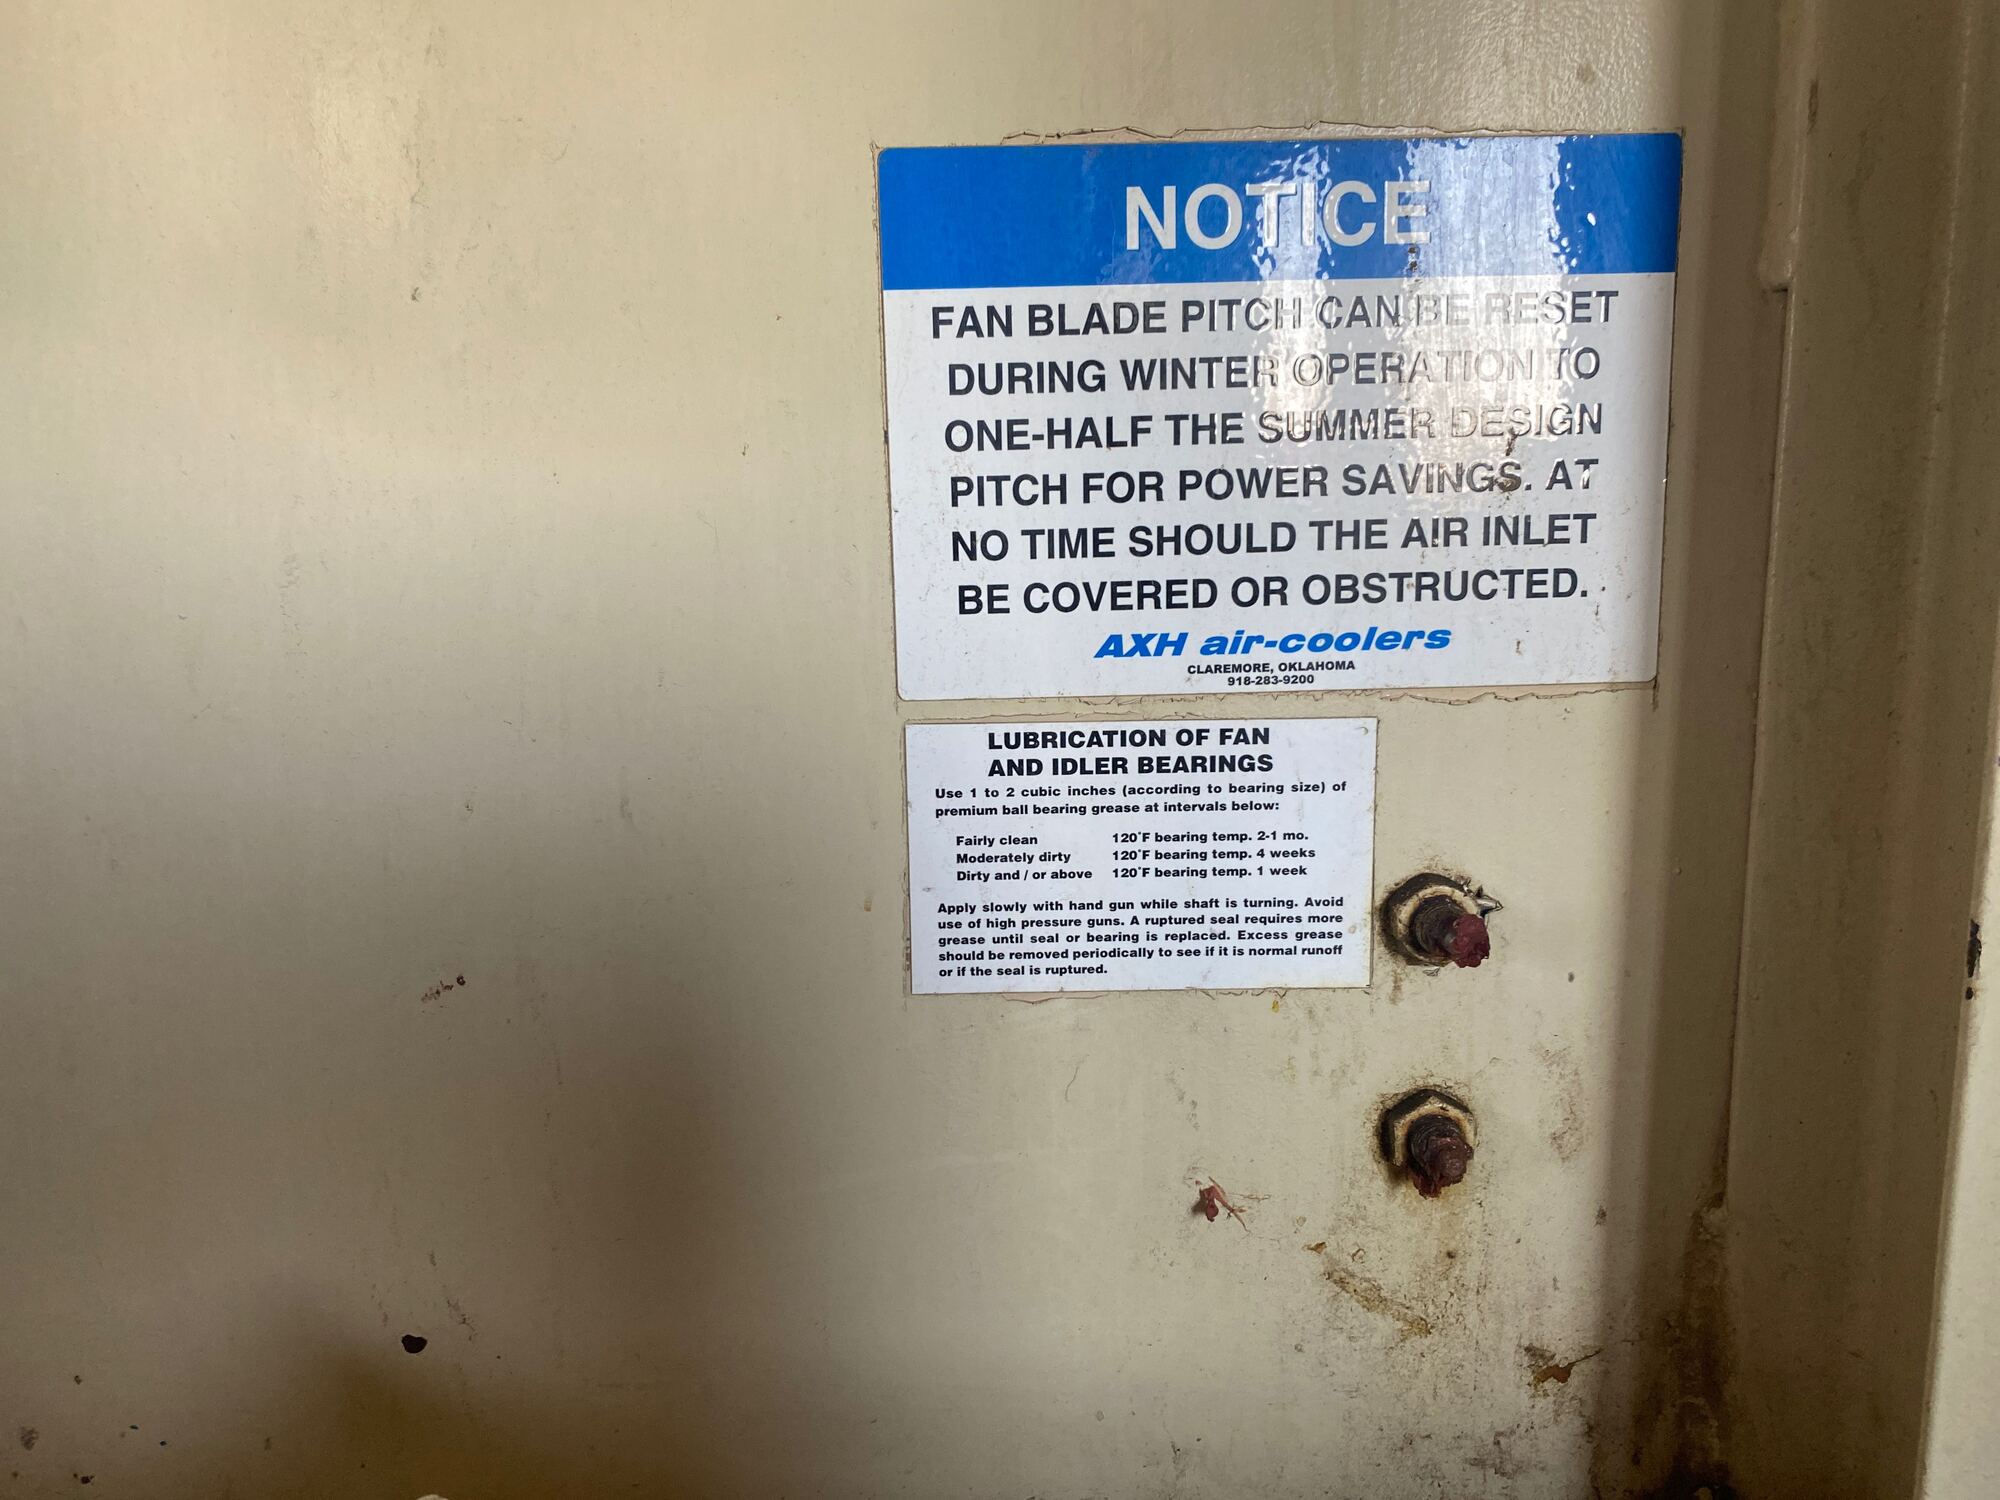 NOTICE
FAN BLADE PITCH CAN BE RESET
DURING WINTER OPERATION TO
ONE-HALF THE SUMMER DESIGN
PITCH FOR POWER SAVINGS. AT
NO TIME SHOULD THE AIR INLET
BE COVERED OR OBSTRUCTED.
AXH air-coolers
CLAREMORE, OKLAHOMA
918-283-9200
LUBRICATION OF FAN
AND IDLER BEARINGS
Use 1 to 2 cubic inches (according to bearing size) of
premium ball bearing grease at intervals below:
Fairly clean 120°F bearing temp. 2-1 mo.
Moderately dirty 120°F bearing temp. 4 weeks
Dirty and / or above 120°F bearing temp. 1 week
Apply slowly with hand gun while shaft is turning. Avoid
use of high pressure guns. A ruptured seal requires more
grease until seal or bearing is replaced. Excess grease
should be removed periodically to see if it is normal runoff
or if the seal is ruptured.